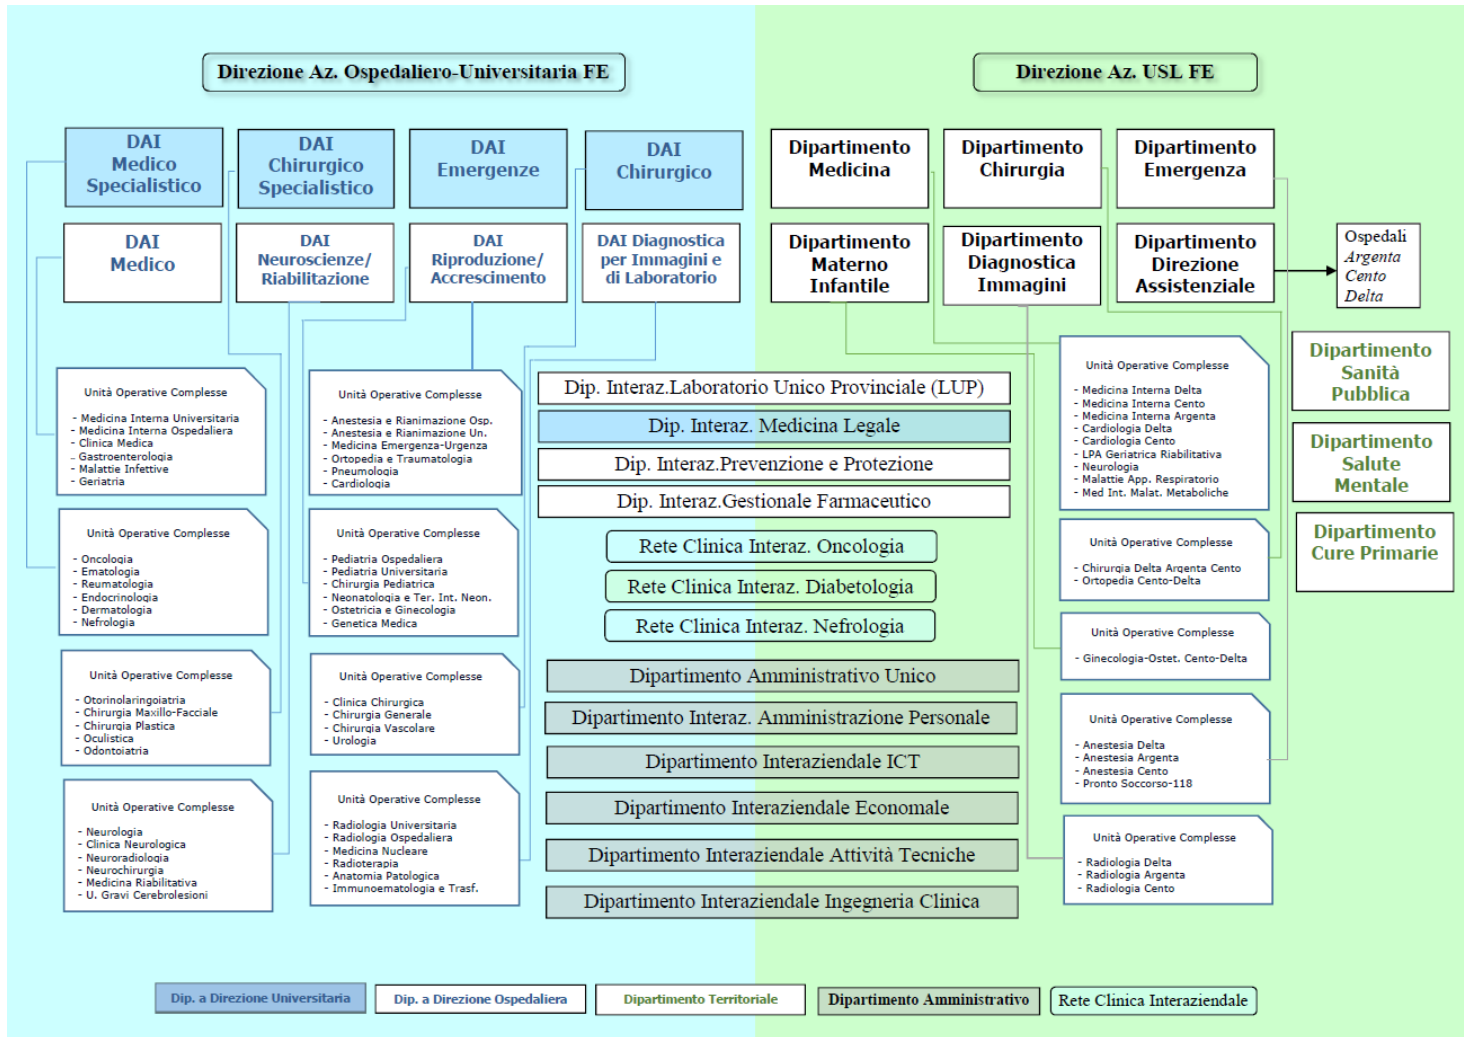 Direzione Az. Ospedaliero-Universitaria FE
Direzione Az. USL FE
DAI
Medico
Specialistico
DAI
Chirurgico
Specialistico
DAI
Emergenze
DAI
Chirurgico
Dipartimento
Medicina
Dipartimento
Chirurgia
Dipartimento
Emergenza
DAI
Medico
DAI
Neuroscienze/
Riabilitazione
DAI
Riproduzione/
Accrescimento
DAI Diagnostica
per Immagini e
di Laboratorio
Dipartimento
Materno
Infantile
Dipartimento
Diagnostica
Immagini
Dipartimento
Direzione
Assistenziale
Ospedali
Argenta
Cento
Delta
Unità Operative Complesse
- Medicina Interna Universitaria
- Medicina Interna Ospedaliera
- Clinica Medica
- Gastroenterologia
- Malattie Infettive
- Geriatria
Unità Operative Complesse
- Oncologia
- Ematologia
- Reumatologia
- Endocrinologia
- Dermatologia
- Nefrologia
Unità Operative Complesse
- Otorinolaringoiatria
- Chirurgia Maxillo-Facciale
- Chirurgia Plastica
- Oculistica
- Odontoiatria
Unità Operative Complesse
- Neurologia
- Clinica Neurologica
- Neuroradiologia
- Neurochirurgia
- Medicina Riabilitativa
- U. Gravi Cerebrolesioni
Unità Operative Complesse
- Anestesia e Rianimazione Osp.
- Anestesia e Rianimazione Un.
- Medicina Emergenza-Urgenza
- Ortopedia e Traumatologia
- Pneumologia
- Cardiologia
Unità Operative Complesse
- Pediatria Ospedaliera
- Pediatria Universitaria
- Chirurgia Pediatrica
- Neonatologia e Ter. Int. Neon.
- Ostetricia e Ginecologia
- Genetica Medica
Unità Operative Complesse
- Clinica Chirurgica
- Chirurgia Generale
- Chirurgia Vascolare
- Urologia
Unità Operative Complesse
- Radiologia Universitaria
- Radiologia Ospedaliera
- Medicina Nucleare
- Radioterapia
- Anatomia Patologica
- Immunoematologia e Trasf.
Dip. Interaz.Laboratorio Unico Provinciale (LUP)
Dip. Interaz. Medicina Legale
Dip. Interaz.Prevenzione e Protezione
Dip. Interaz.Gestionale Farmaceutico
Rete Clinica Interaz. Oncologia
Rete Clinica Interaz. Diabetologia
Rete Clinica Interaz. Nefrologia
Dipartimento Amministrativo Unico
Dipartimento Interaz. Amministrazione Personale
Dipartimento Interaziendale ICT
Dipartimento Interaziendale Economale
Dipartimento Interaziendale Attività Tecniche
Dipartimento Interaziendale Ingegneria Clinica
Unità Operative Complesse
- Medicina Interna Delta
- Medicina Interna Cento
- Medicina Interna Argenta
- Cardiologia Delta
- Cardiologia Cento
- LPA Geriatrica Riabilitativa
- Neurologia
- Malattie App. Respiratorio
- Med Int. Malat. Metaboliche
Unità Operative Complesse
- Chirurgia Delta Argenta Cento
- Ortopedia Cento-Delta
Unità Operative Complesse
- Ginecologia-Ostet. Cento-Delta
Unità Operative Complesse
- Anestesia Delta
- Anestesia Argenta
- Anestesia Cento
- Pronto Soccorso-118
Unità Operative Complesse
- Radiologia Delta
- Radiologia Argenta
- Radiologia Cento
Dipartimento
Sanità
Pubblica
Dipartimento
Salute
Mentale
Dipartimento
Cure Primarie
Dip. a Direzione Universitaria
Dip. a Direzione Ospedaliera
Dipartimento Territoriale
Dipartimento Amministrativo
Rete Clinica Interaziendale